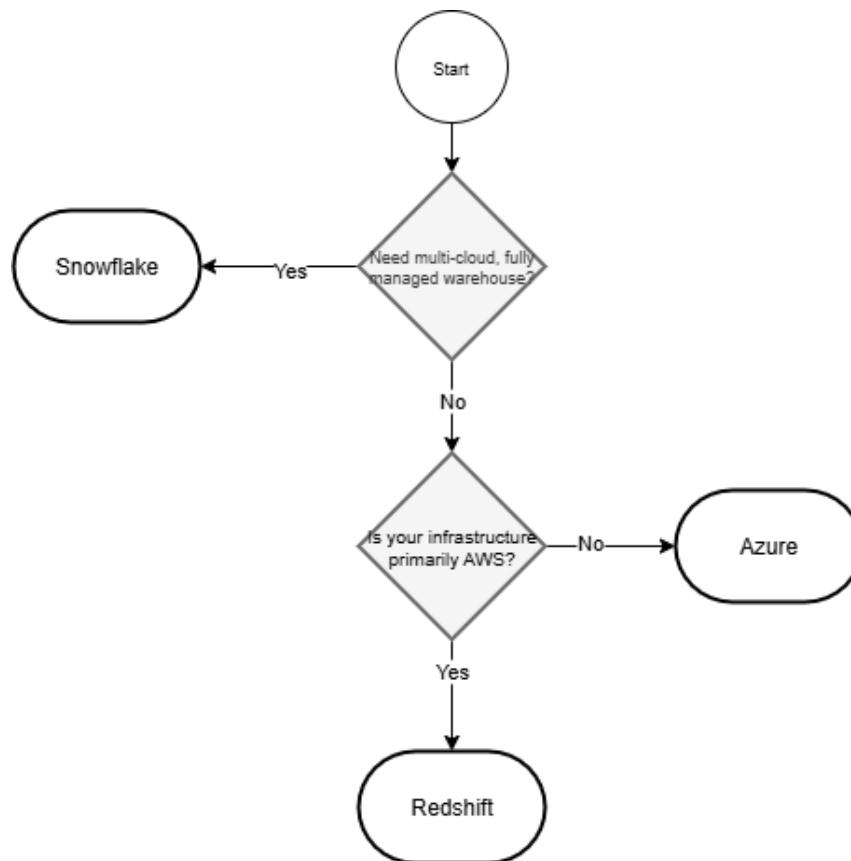 Start
Need multi-cloud, fully
managed warehouse?
Snowflake
Yes
No
Is your infrastructure
primarily AWS?
No
Azure
Yes
Redshift